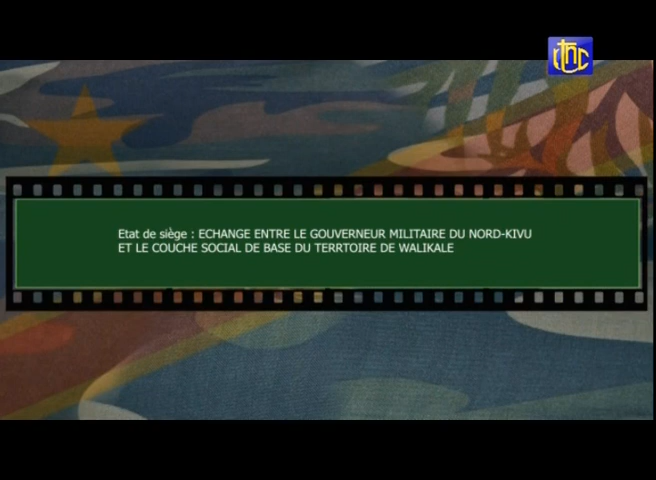 rtnc
Etat de siège : ECHANGE ENTRE LE GOUVERNEUR MILITAIRE DU NORD-KIVU
ET LE COUCHE SOCIAL DE BASE DU TERRTOIRE DE WALIKALE